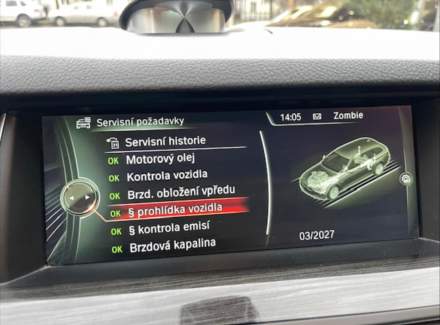 Servisní požadavky
14:05 Zombie
Servisní historie
OK Motorový olej
OK Kontrola vozidla
OK Brzd. obložení vpředu
OK § prohlídka vozidla
OK § kontrola emisí
OK Brzdová kapalina
03/2027